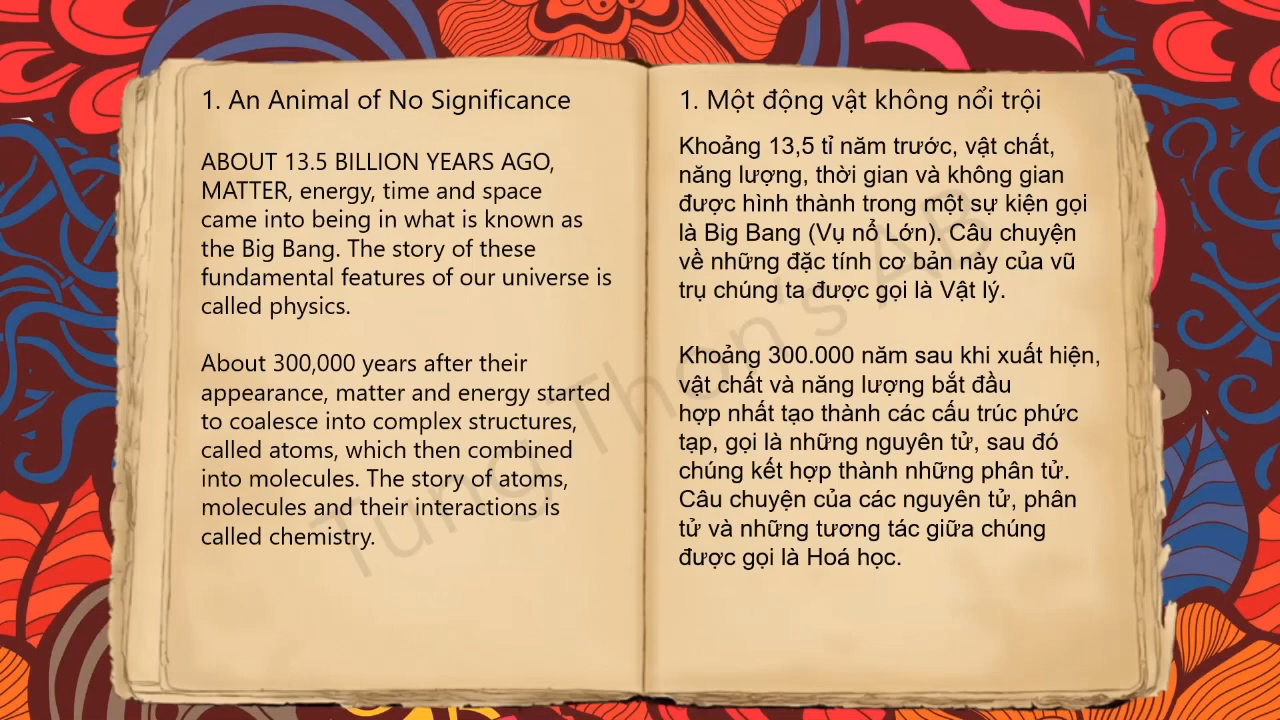 1. An Animal of No Significance
ABOUT 13.5 BILLION YEARS AGO,
MATTER, energy, time and space
came into being in what is known as
the Big Bang. The story of these
fundamental features of our universe is
called physics.
About 300,000 years after their
appearance, matter and energy started
to coalesce into complex structures,
called atoms, which then combined
into molecules. The story of atoms,
molecules and their interactions is
called chemistry.
1. Một động vật không nổi trội
Khoảng 13,5 tỉ năm trước, vật chất,
năng lượng, thời gian và không gian
được hình thành trong một sự kiện gọi
là Big Bang (Vụ nổ Lớn). Câu chuyện
về những đặc tính cơ bản này của vũ
trụ chúng ta được gọi là Vật lý.
Khoảng 300.000 năm sau khi xuất hiện,
vật chất và năng lượng bắt đầu
hợp nhất tạo thành các cấu trúc phức
tạp, gọi là những nguyên tử, sau đó
chúng kết hợp thành những phân tử.
Câu chuyện của các nguyên tử, phân
tử và những tương tác giữa chúng
được gọi là Hoá học.
Tung Thon's AB